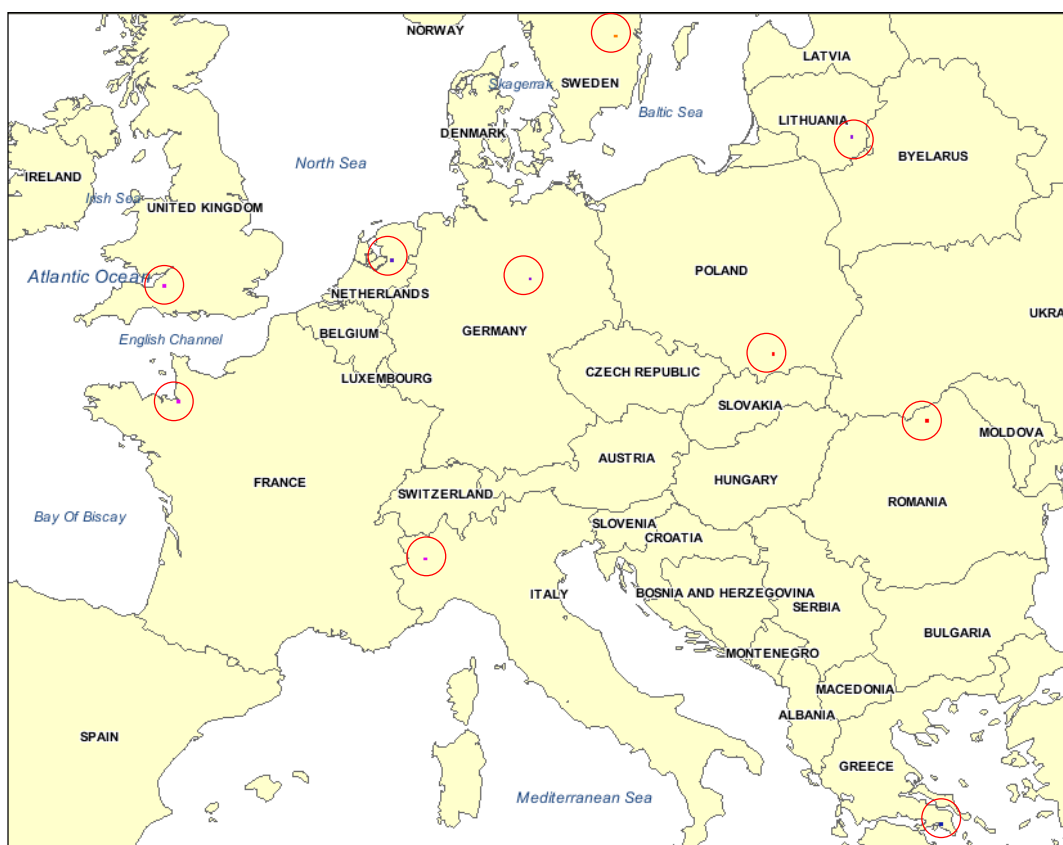 NORWAY
LATVIA
Skagerrak
SWEDEN
Baltic Sea
LITHUANIA
DENMARK
North Sea
BYELARUS
IRELAND
Irish Sea
UNITED KINGDOM
POLAND
Atlantic Ocean
NETHERLANDS
UKRA
English Channel
BELGIUM
GERMANY
CZECH REPUBLIC
LUXEMBOURG
SLOVAKIA
MOLDOVA
AUSTRIA
FRANCE
SWITZERLAND
HUNGARY
ROMANIA
Bay Of Biscay
SLOVENIA
CROATIA
ITALY
BOSNIA AND HERZEGOVINA
SERBIA
BULGARIA
MONTENEGRO
MACEDONIA
ALBANIA
SPAIN
GREECE
Mediterranean Sea